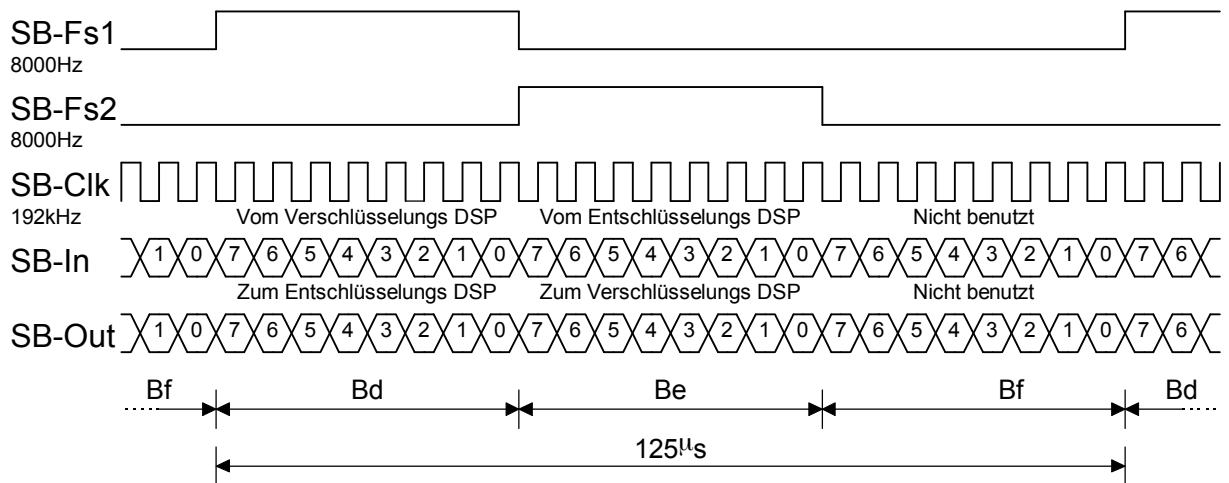 SB-Fs1
8000Hz
SB-Fs2
8000Hz
SB-Clk
192kHz
Vom Verschlüsselungs DSP Vom Entschlüsselungs DSP Nicht benutzt
SB-In 1 0 7 6 5 4 3 2 1 0 7 6 5 4 3 2 1 0 7 6 5 4 3 2 1 0 7 6
Zum Entschlüsselungs DSP Zum Verschlüsselungs DSP Nicht benutzt
SB-Out 1 0 7 6 5 4 3 2 1 0 7 6 5 4 3 2 1 0 7 6 5 4 3 2 1 0 7 6
Bf Bd Be Bf Bd
125µs